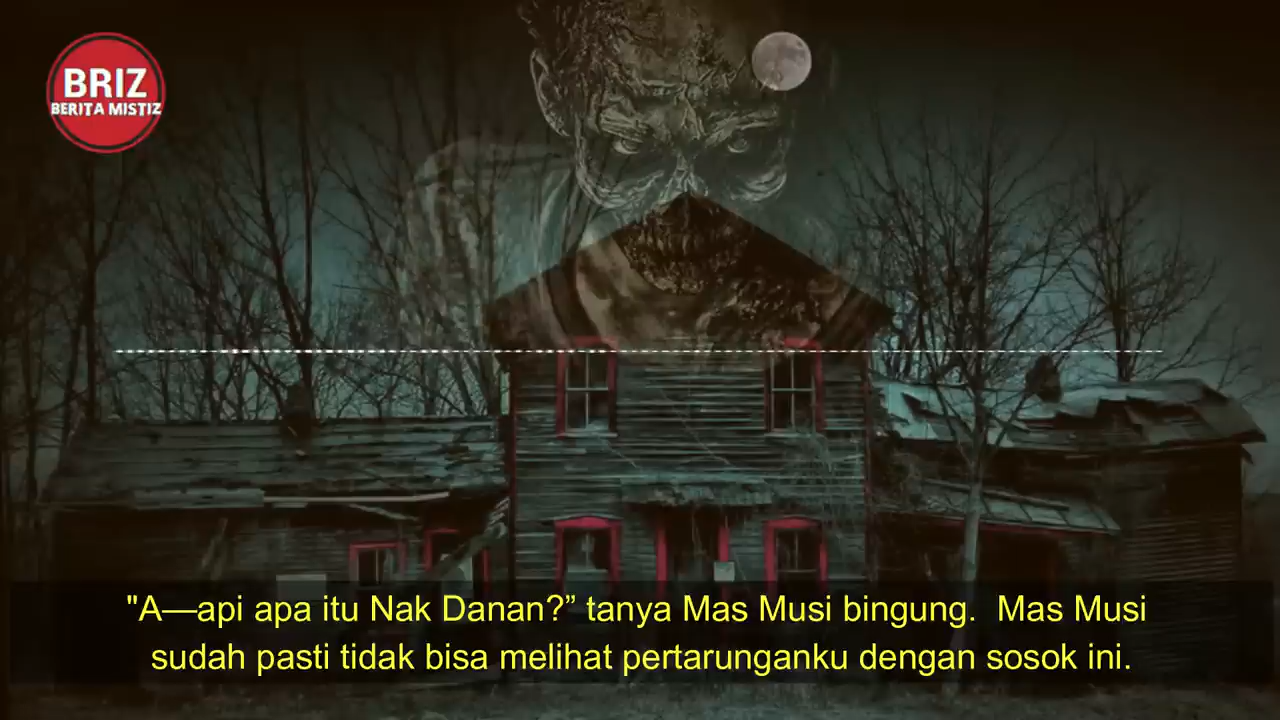 BRIZ
BERITA MISTIZ
"A—api apa itu Nak Danan?” tanya Mas Musi bingung.  Mas Musi
sudah pasti tidak bisa melihat pertarunganku dengan sosok ini.